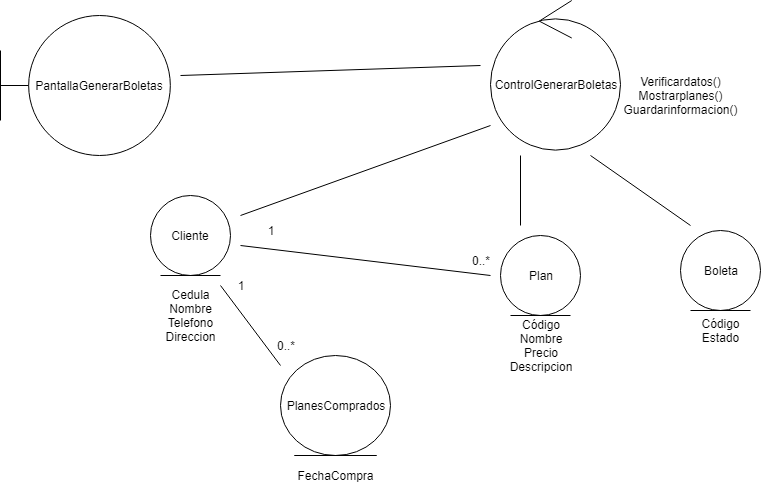 PantallaGenerarBoletas
ControlGenerarBoletas
Verificardatos()
Mostrarplanes()
Guardarinformacion()
Cliente
1
0..*
Plan
Boleta
1
Cedula
Nombre
Telefono
Direccion
Código
Nombre
Precio
Descripcion
Código
Estado
0..*
PlanesComprados
FechaCompra